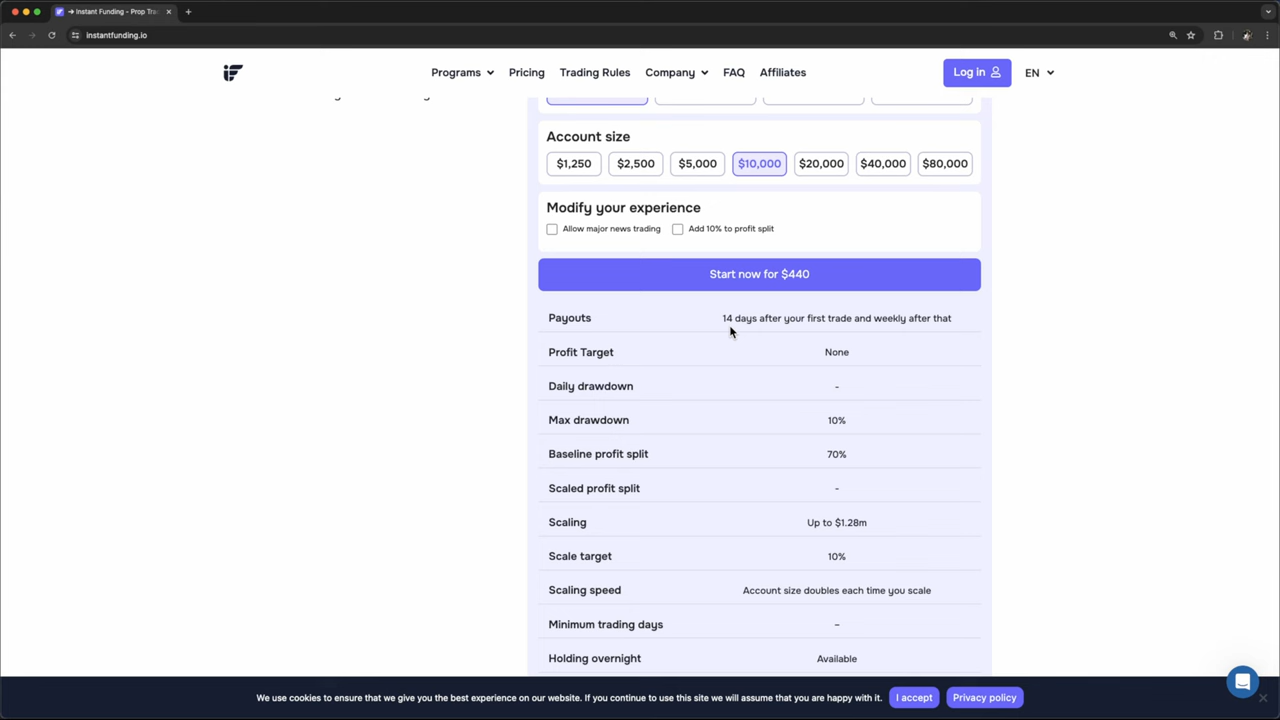 ➔ Instant Funding - Prop Tra
instantfunding.io
Programs
Pricing
Trading Rules
Company
FAQ
Affiliates
Log in
EN
Account size
$1,250
$2,500
$5,000
$10,000
$20,000
$40,000
$80,000
Modify your experience
Allow major news trading
Add 10% to profit split
Start now for $440
Payouts 14 days after your first trade and weekly after that
Profit Target None
Daily drawdown -
Max drawdown 10%
Baseline profit split 70%
Scaled profit split -
Scaling Up to $1.28m
Scale target 10%
Scaling speed Account size doubles each time you scale
Minimum trading days –
Holding overnight Available
We use cookies to ensure that we give you the best experience on our website. If you continue to use this site we will assume that you are happy with it.
I accept
Privacy policy